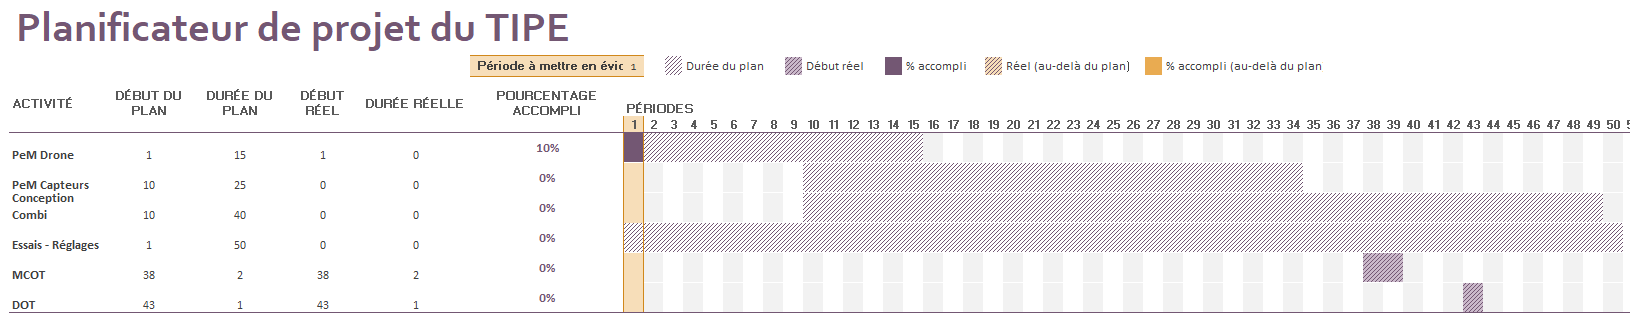 Planificateur de projet du TIPE
Période à mettre en évic 1 Durée du plan Début réel % accompli Réel (au-delà du plan) % accompli (au-delà du plan
ACTIVITÉ DÉBUT DU PLAN DURÉE DU PLAN DÉBUT RÉEL DURÉE RÉELLE POURCENTAGE ACCOMPLI PÉRIODES
1 2 3 4 5 6 7 8 9 10 11 12 13 14 15 16 17 18 19 20 21 22 23 24 25 26 27 28 29 30 31 32 33 34 35 36 37 38 39 40 41 42 43 44 45 46 47 48 49 50
PeM Drone 1 15 1 0 10%
PeM Capteurs 10 25 0 0 0%
Conception
Combi 10 40 0 0 0%
Essais - Réglages 1 50 0 0 0%
MCOT 38 2 38 2 0%
DOT 43 1 43 1 0%